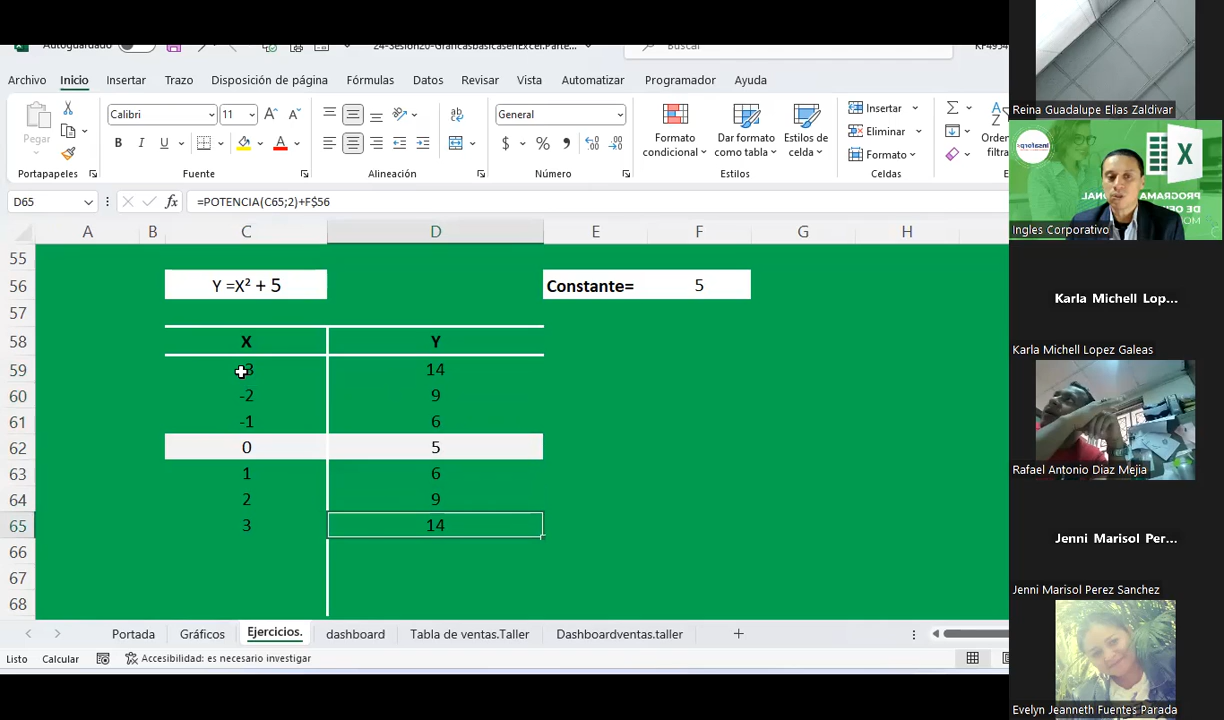 Autoguardado
24-Sesion20-GraficasbasicasenExcel.Parte...
Buscar
Archivo Inicio Insertar Trazo Disposición de página Fórmulas Datos Revisar Vista Automatizar Programador Ayuda
Pegar
Calibri 11
N K S
General
$ % 000
Formato condicional
Dar formato como tabla
Estilos de celda
Insertar
Eliminar
Formato
Portapapeles Fuente Alineación Número Estilos Celdas
D65 fx =POTENCIA(C65;2)+F$56
A B C D E F G H
55
56 Y =X² + 5 Constante= 5
57
58 X Y
59 -3 14
60 -2 9
61 -1 6
62 0 5
63 1 6
64 2 9
65 3 14
66
67
68
Portada Gráficos Ejercicios. dashboard Tabla de ventas.Taller Dashboardventas.taller
Listo Calcular Accesibilidad: es necesario investigar
Reina Guadalupe Elías Zaldivar
Ingles Corporativo
Karla Michell Lop...
Karla Michell Lopez Galeas
Rafael Antonio Diaz Mejia
Jenni Marisol Per...
Jenni Marisol Perez Sanchez
Evelyn Jeanneth Fuentes Parada